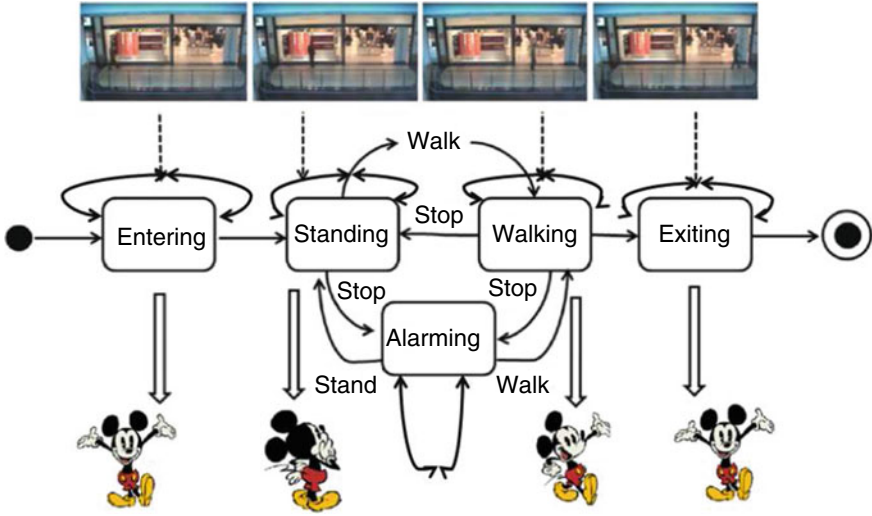 Walk
Entering
Standing
Stop
Walking
Exiting
Stop
Stop
Alarming
Stand
Walk